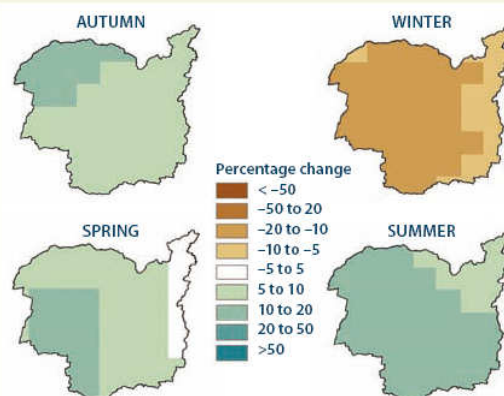 AUTUMN
WINTER
Percentage change
< –50
–50 to 20
–20 to –10
–10 to –5
–5 to 5
5 to 10
10 to 20
20 to 50
>50
SPRING
SUMMER